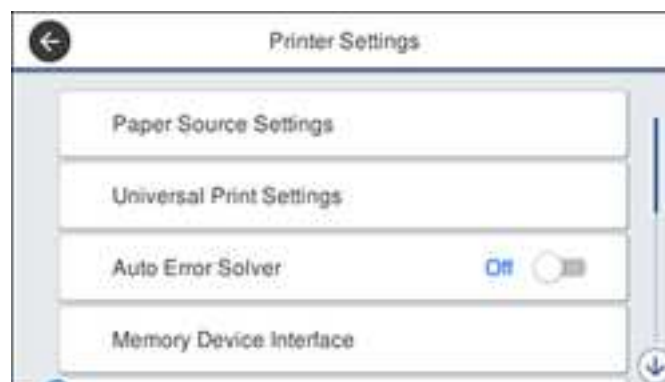 Printer Settings
Paper Source Settings
Universal Print Settings
Auto Error Solver Off
Memory Device Interface